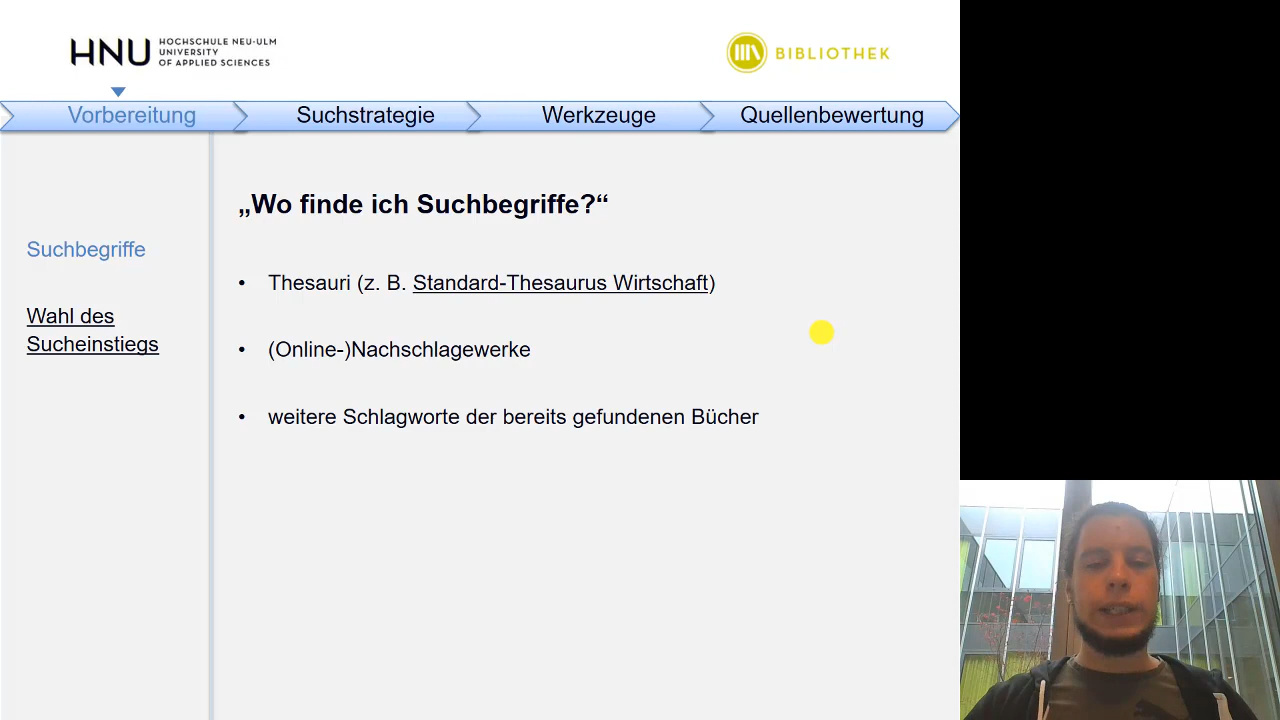 HNU
HOCHSCHULE NEU-ULM
UNIVERSITY
OF APPLIED SCIENCES
BIBLIOTHEK
Vorbereitung
Suchstrategie
Werkzeuge
Quellenbewertung
„Wo finde ich Suchbegriffe?“
Suchbegriffe
Wahl des
Sucheinstiegs
• Thesauri (z. B. Standard-Thesaurus Wirtschaft)
• (Online-)Nachschlagewerke
• weitere Schlagworte der bereits gefundenen Bücher